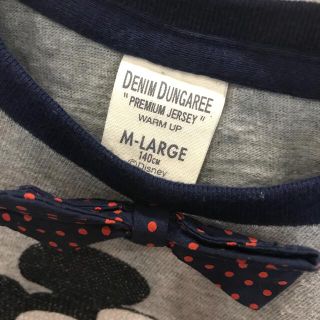 DENIM DUNGAREE
"PREMIUM JERSEY"
WARM UP
M-LARGE
140CM
©Disney